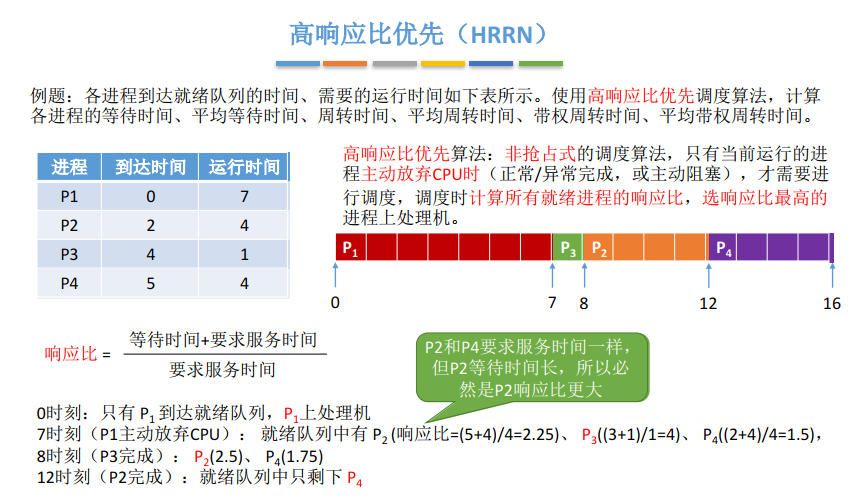 高响应比优先（HRRN）
例题：各进程到达就绪队列的时间、需要的运行时间如下表所示。使用高响应比优先调度算法，计算
各进程的等待时间、平均等待时间、周转时间、平均周转时间、带权周转时间、平均带权周转时间。
进程 到达时间 运行时间
P1 0 7
P2 2 4
P3 4 1
P4 5 4
高响应比优先算法：非抢占式的调度算法，只有当前运行的进
程主动放弃CPU时（正常/异常完成，或主动阻塞），才需要进
行调度，调度时计算所有就绪进程的响应比，选响应比最高的
进程上处理机。
P1 P3 P2 P4
0 7 8 12 16
响应比 =
等待时间+要求服务时间
要求服务时间
P2和P4要求服务时间一样，
但P2等待时间长，所以必
然是P2响应比更大
0时刻：只有 P1 到达就绪队列，P1上处理机
7时刻（P1主动放弃CPU）： 就绪队列中有 P2 (响应比=(5+4)/4=2.25)、 P3((3+1)/1=4)、 P4((2+4)/4=1.5)，
8时刻（P3完成）： P2(2.5)、 P4(1.75)
12时刻（P2完成）：就绪队列中只剩下 P4